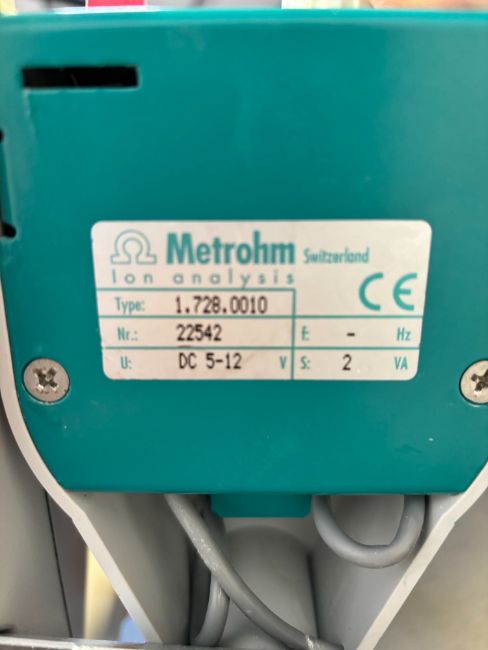 Metrohm Switzerland
Ion analysis
CE
Type: 1.728.0010
Nr.: 22542 f: - Hz
U: DC 5-12 V S: 2 VA